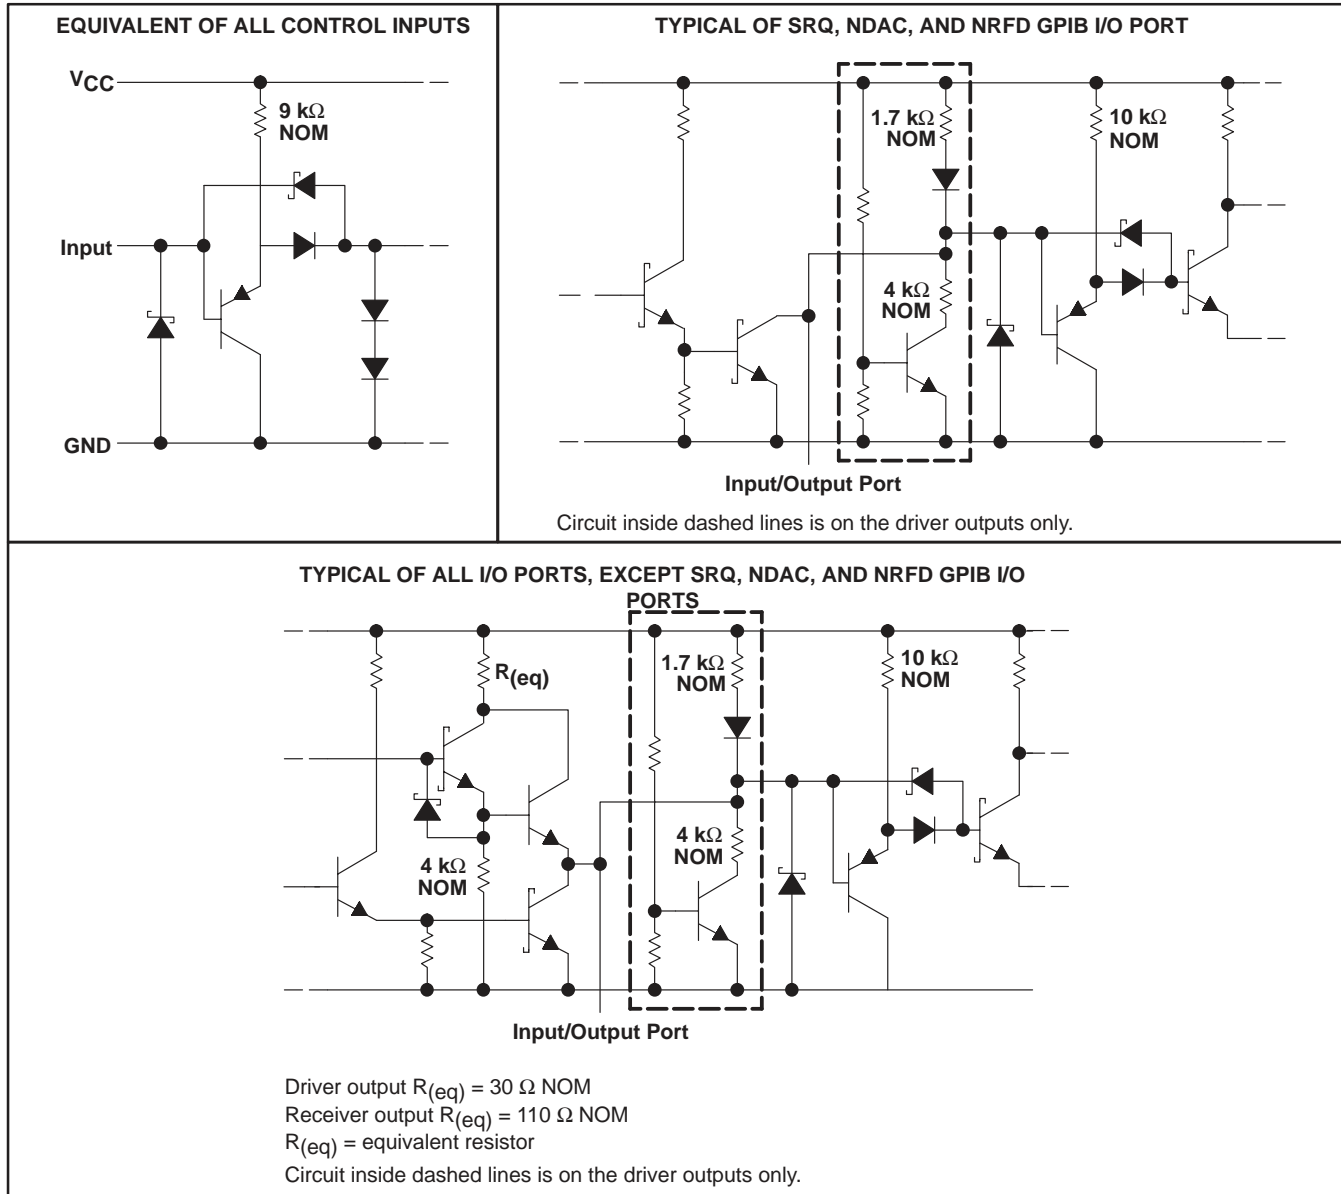 EQUIVALENT OF ALL CONTROL INPUTS
VCC
9 kΩ
NOM
Input
GND
TYPICAL OF SRQ, NDAC, AND NRFD GPIB I/O PORT
1.7 kΩ
NOM
10 kΩ
NOM
4 kΩ
NOM
Input/Output Port
Circuit inside dashed lines is on the driver outputs only.
TYPICAL OF ALL I/O PORTS, EXCEPT SRQ, NDAC, AND NRFD GPIB I/O
PORTS
R(eq)
1.7 kΩ
NOM
10 kΩ
NOM
4 kΩ
NOM
4 kΩ
NOM
Input/Output Port
Driver output R(eq) = 30 Ω NOM
Receiver output R(eq) = 110 Ω NOM
R(eq) = equivalent resistor
Circuit inside dashed lines is on the driver outputs only.